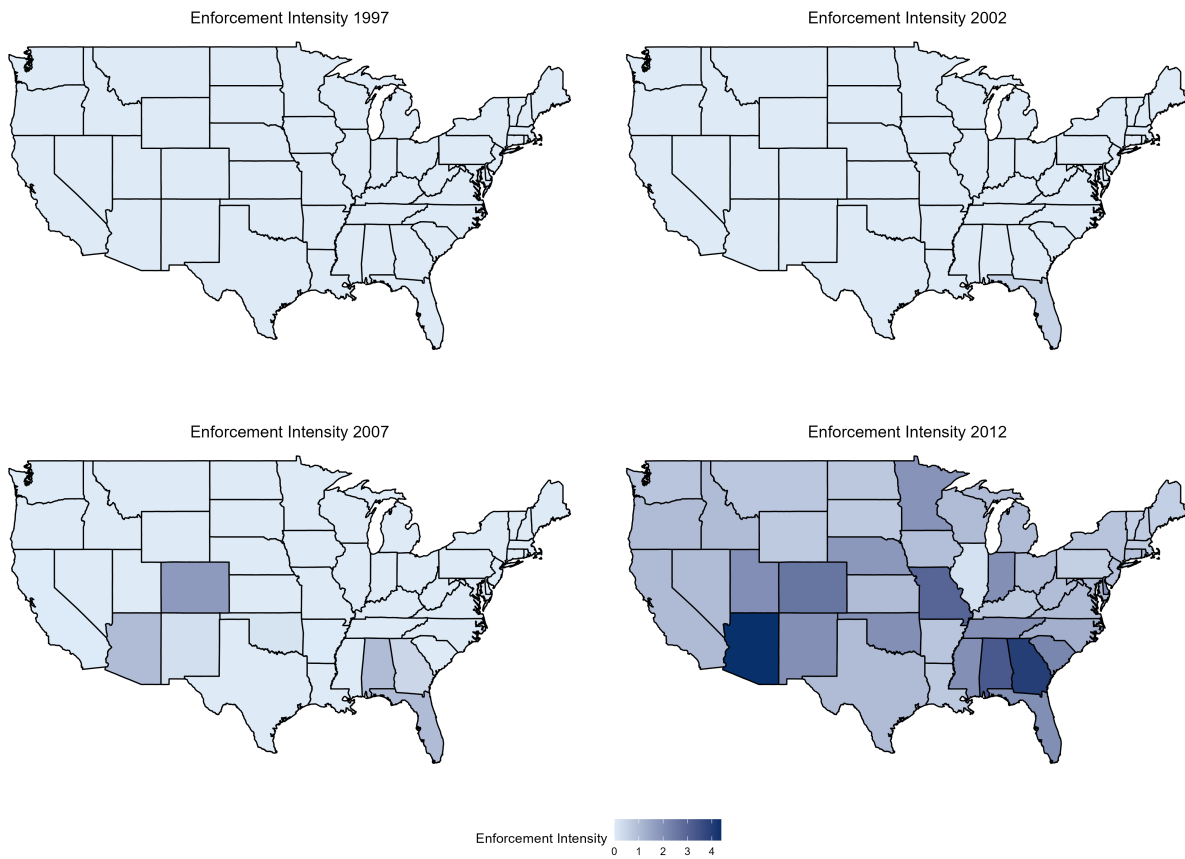 Enforcement Intensity 1997
Enforcement Intensity 2002
Enforcement Intensity 2007
Enforcement Intensity 2012
Enforcement Intensity
0 1 2 3 4